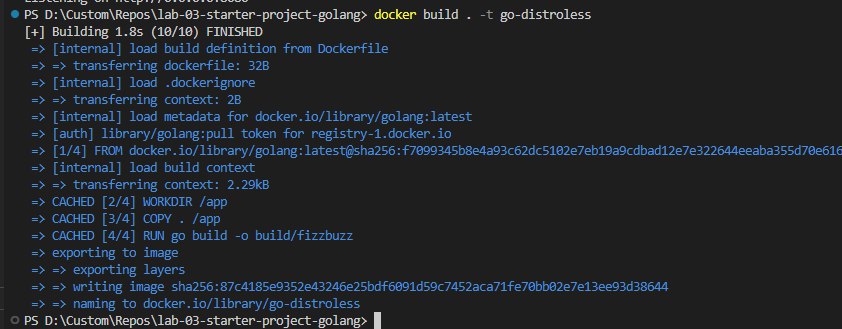 PS D:\Custom\Repos\lab-03-starter-project-golang> docker build . -t go-distroless
[+] Building 1.8s (10/10) FINISHED
=> [internal] load build definition from Dockerfile
=> => transferring dockerfile: 32B
=> [internal] load .dockerignore
=> => transferring context: 2B
=> [internal] load metadata for docker.io/library/golang:latest
=> [auth] library/golang:pull token for registry-1.docker.io
=> [1/4] FROM docker.io/library/golang:latest@sha256:f7099345b8e4a93c62dc5102e7eb19a9cdbad12e7e322644eeaba355d70e616
=> [internal] load build context
=> => transferring context: 2.29kB
=> CACHED [2/4] WORKDIR /app
=> CACHED [3/4] COPY . /app
=> CACHED [4/4] RUN go build -o build/fizzbuzz
=> exporting to image
=> => exporting layers
=> => writing image sha256:87c4185e9352e43246e25bdf6091d59c7452aca71fe70bb02e7e13ee93d38644
=> => naming to docker.io/library/go-distroless
PS D:\Custom\Repos\lab-03-starter-project-golang>